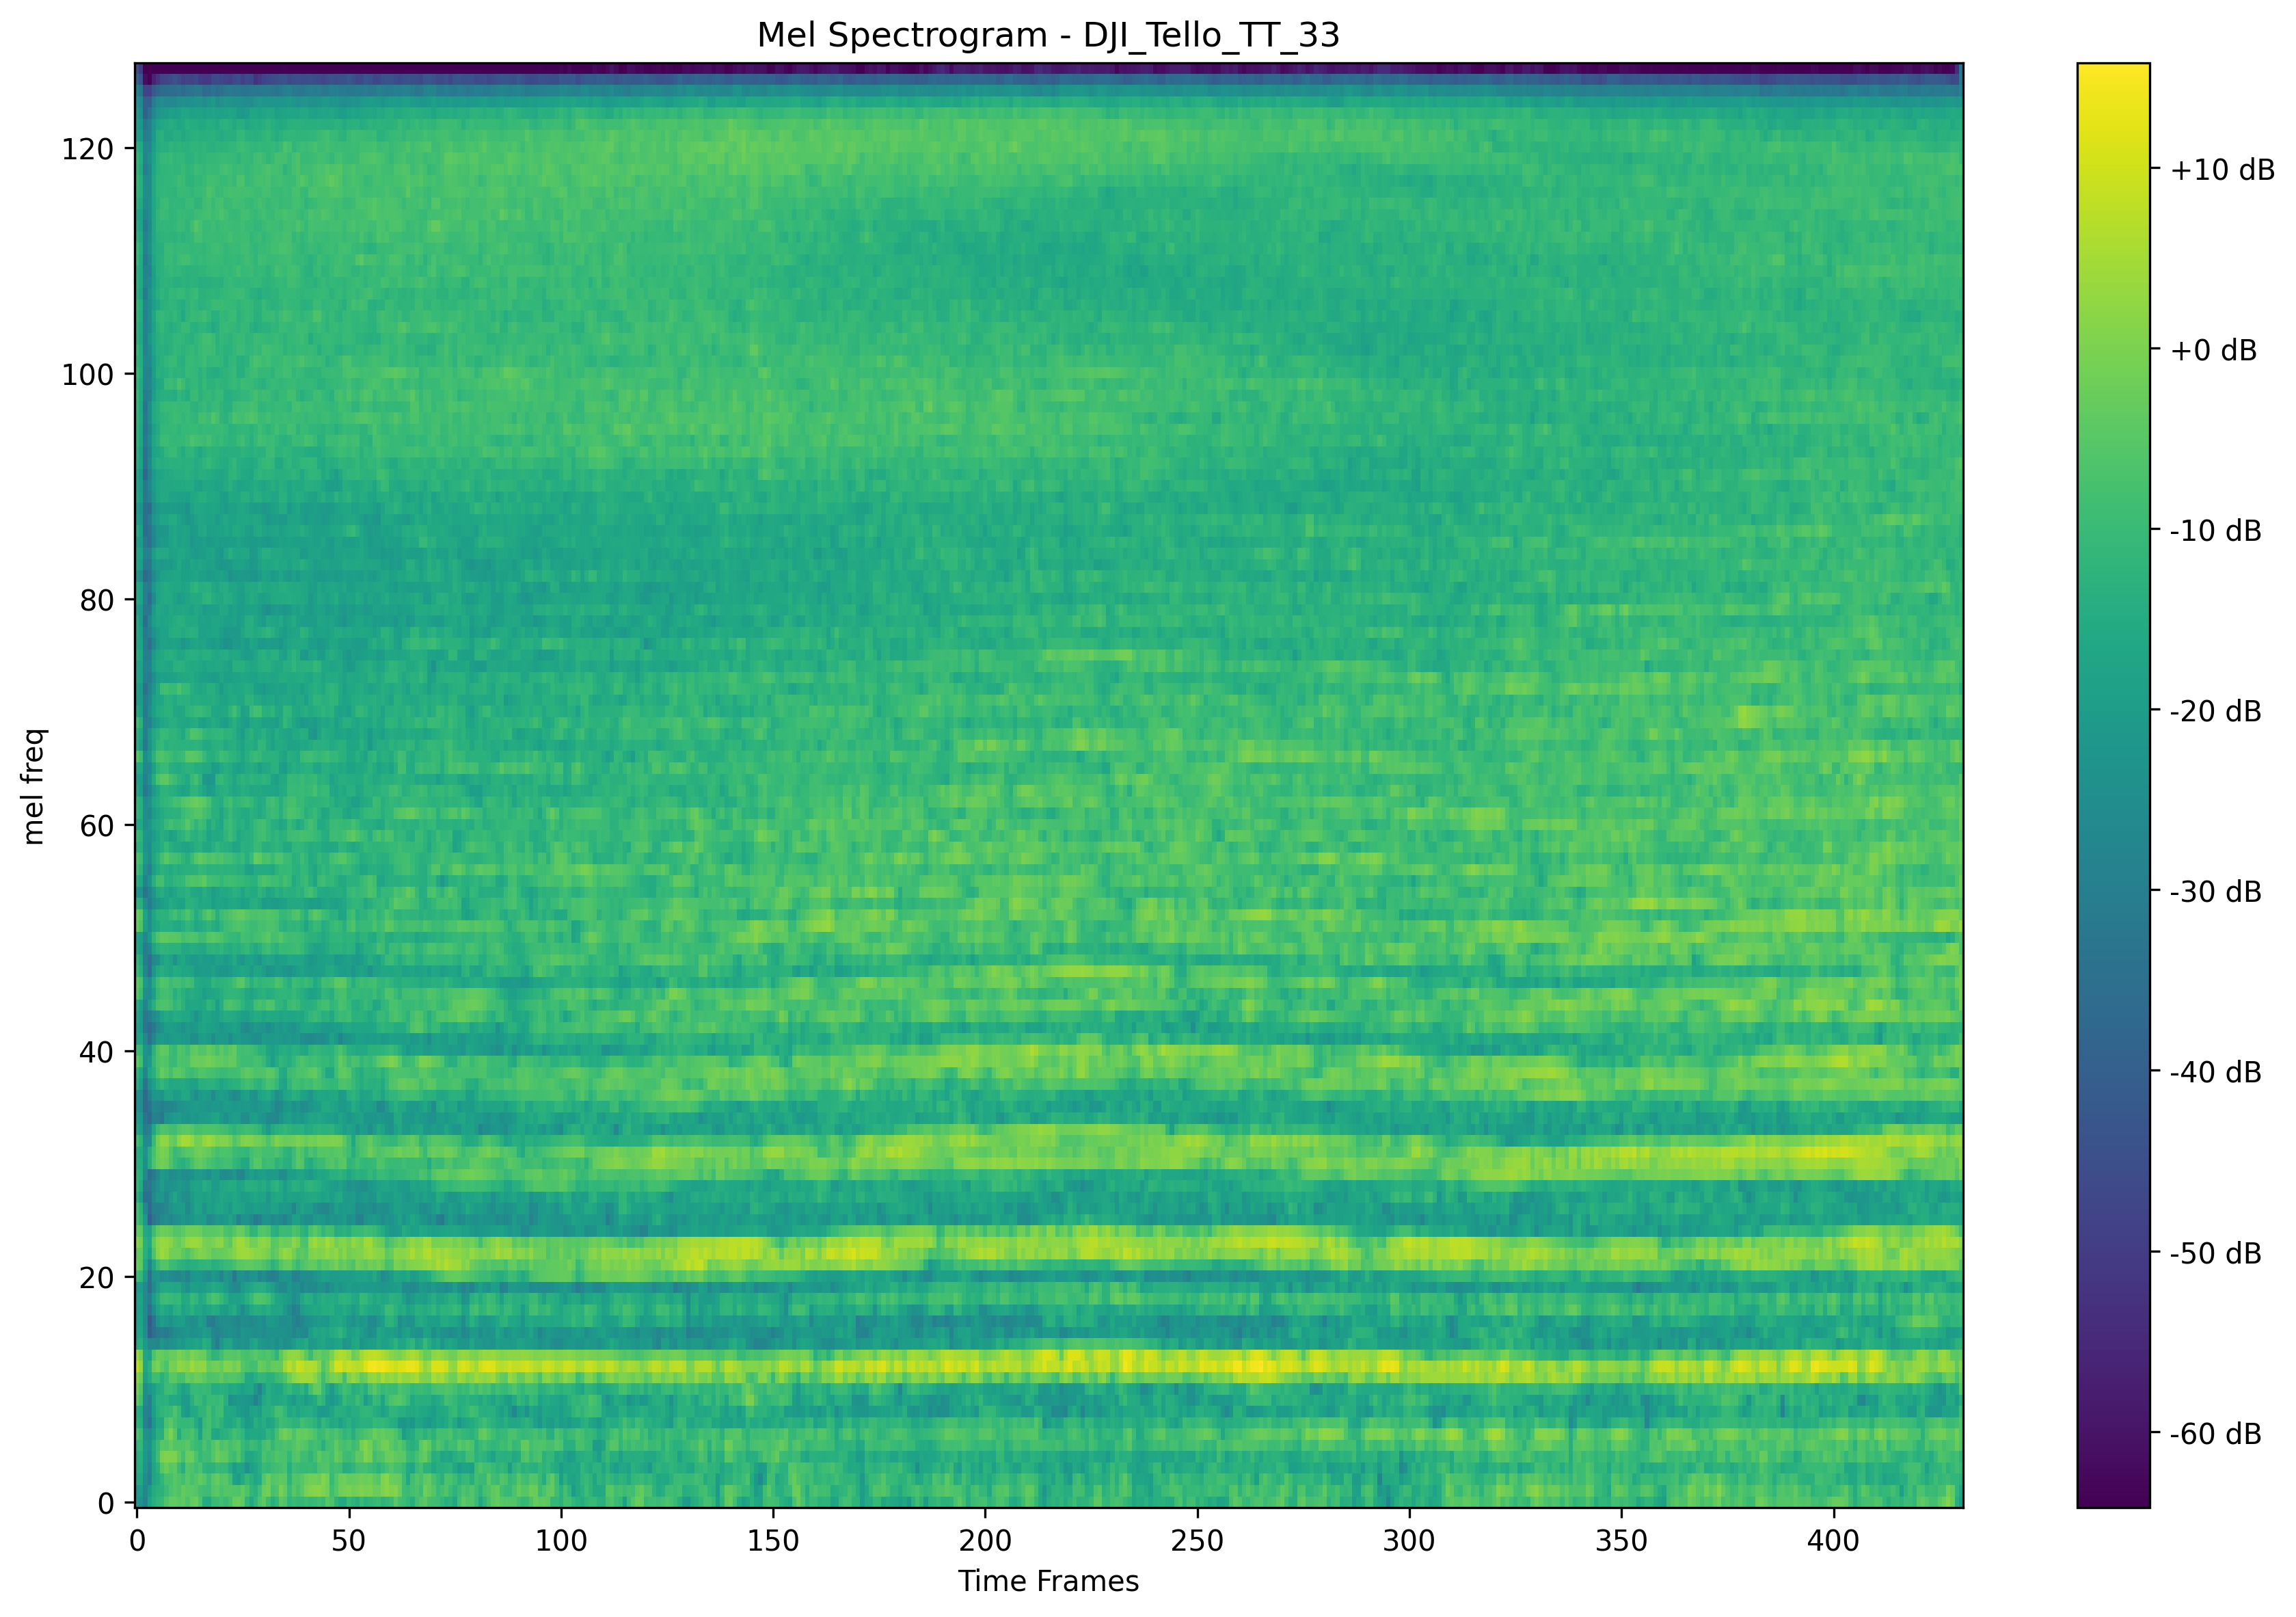 Mel Spectrogram - DJI_Tello_TT_33
mel freq
120
100
80
60
40
20
0
0 50 100 150 200 250 300 350 400
Time Frames
+10 dB
+0 dB
-10 dB
-20 dB
-30 dB
-40 dB
-50 dB
-60 dB